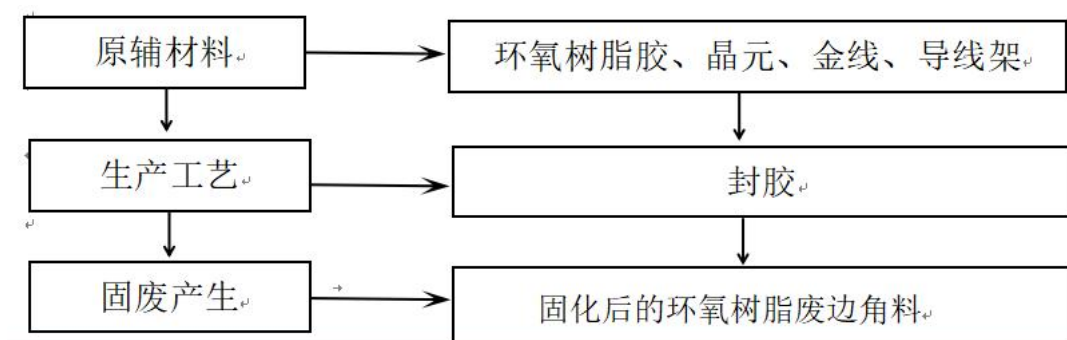 原辅材料
环氧树脂胶、晶元、金线、导线架
生产工艺
封胶
固废产生
固化后的环氧树脂废边角料